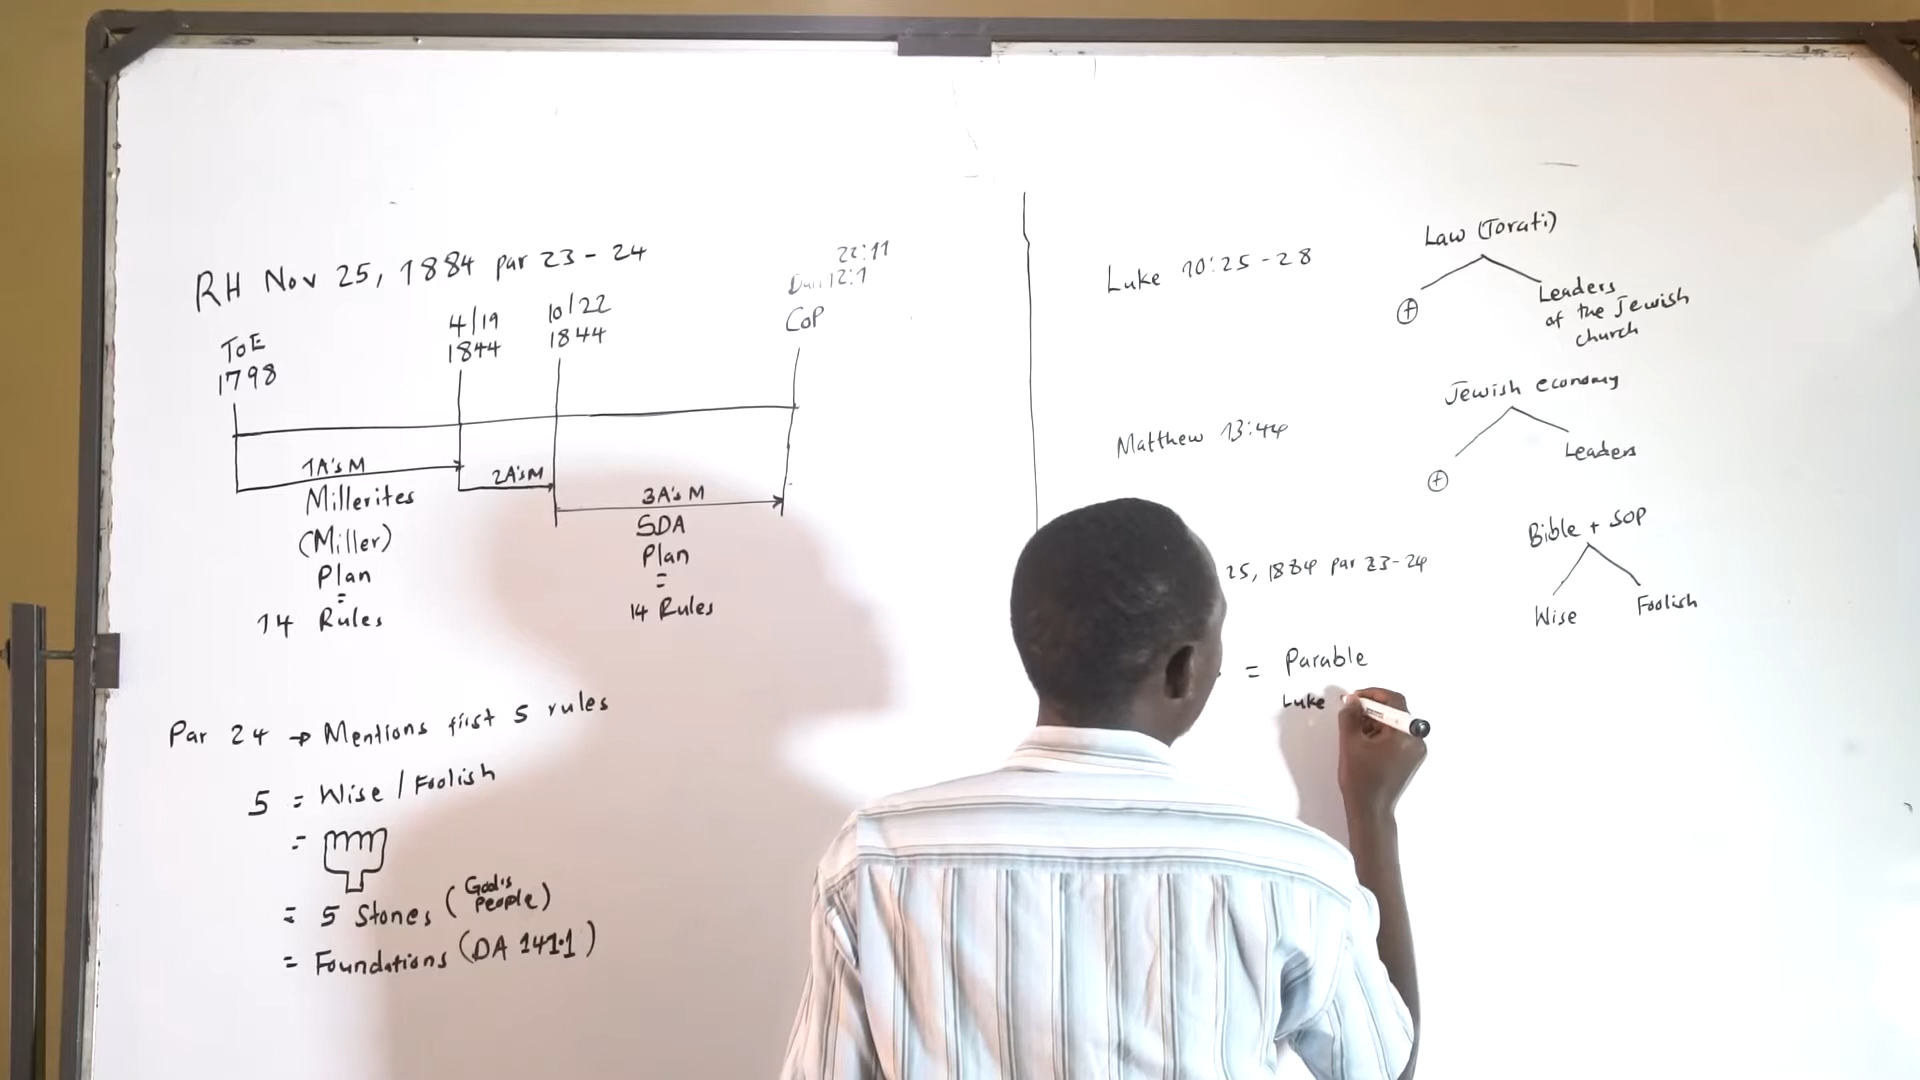 RH Nov 25, 1884 par 23 - 24
ToE
1798
4/19
1844
10/22
1844
22:11
Dan 12:1
CoP
1A's M
2A's M
3A's M
Millerites
(Miller)
Plan
=
14 Rules
SDA
Plan
=
14 Rules
Par 24 → Mentions first 5 rules
5 = Wise / Foolish
=
= 5 Stones (God's People)
= Foundations (DA 141.1)
Luke 10:25-28
Law (Torati)
+
Leaders
of the Jewish
church
Matthew 13:44
Jewish economy
+
Leaders
25, 1884 par 23-24
Bible + SOP
Wise
Foolish
= Parable
Luke